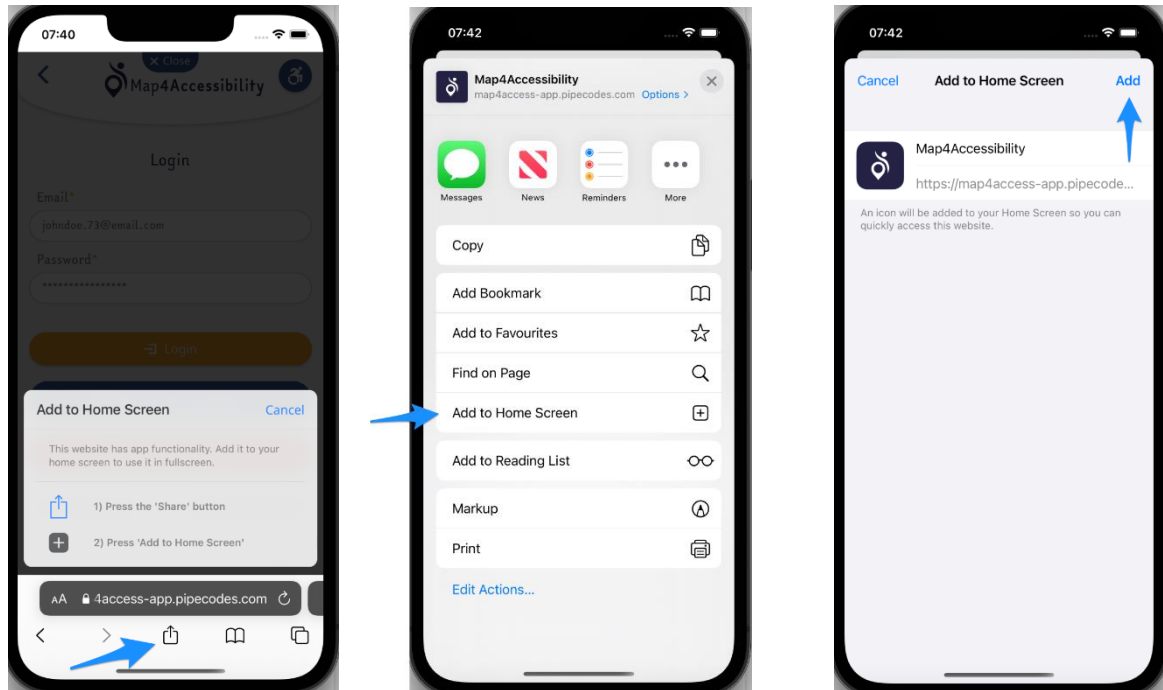 07:40
× Close
Map4Accessibility
Login
Email*
johndoe.73@email.com
Password*
****************
Login
Add to Home Screen
Cancel
This website has app functionality. Add it to your
home screen to use it in fullscreen.
1) Press the 'Share' button
2) Press 'Add to Home Screen'
AA 4access-app.pipecodes.com
07:42
Map4Accessibility
map4access-app.pipecodes.com Options >
Messages
News
Reminders
More
Copy
Add Bookmark
Add to Favourites
Find on Page
Add to Home Screen
Add to Reading List
Markup
Print
Edit Actions...
07:42
Cancel
Add to Home Screen
Add
Map4Accessibility
https://map4access-app.pipecode...
An icon will be added to your Home Screen so you can
quickly access this website.